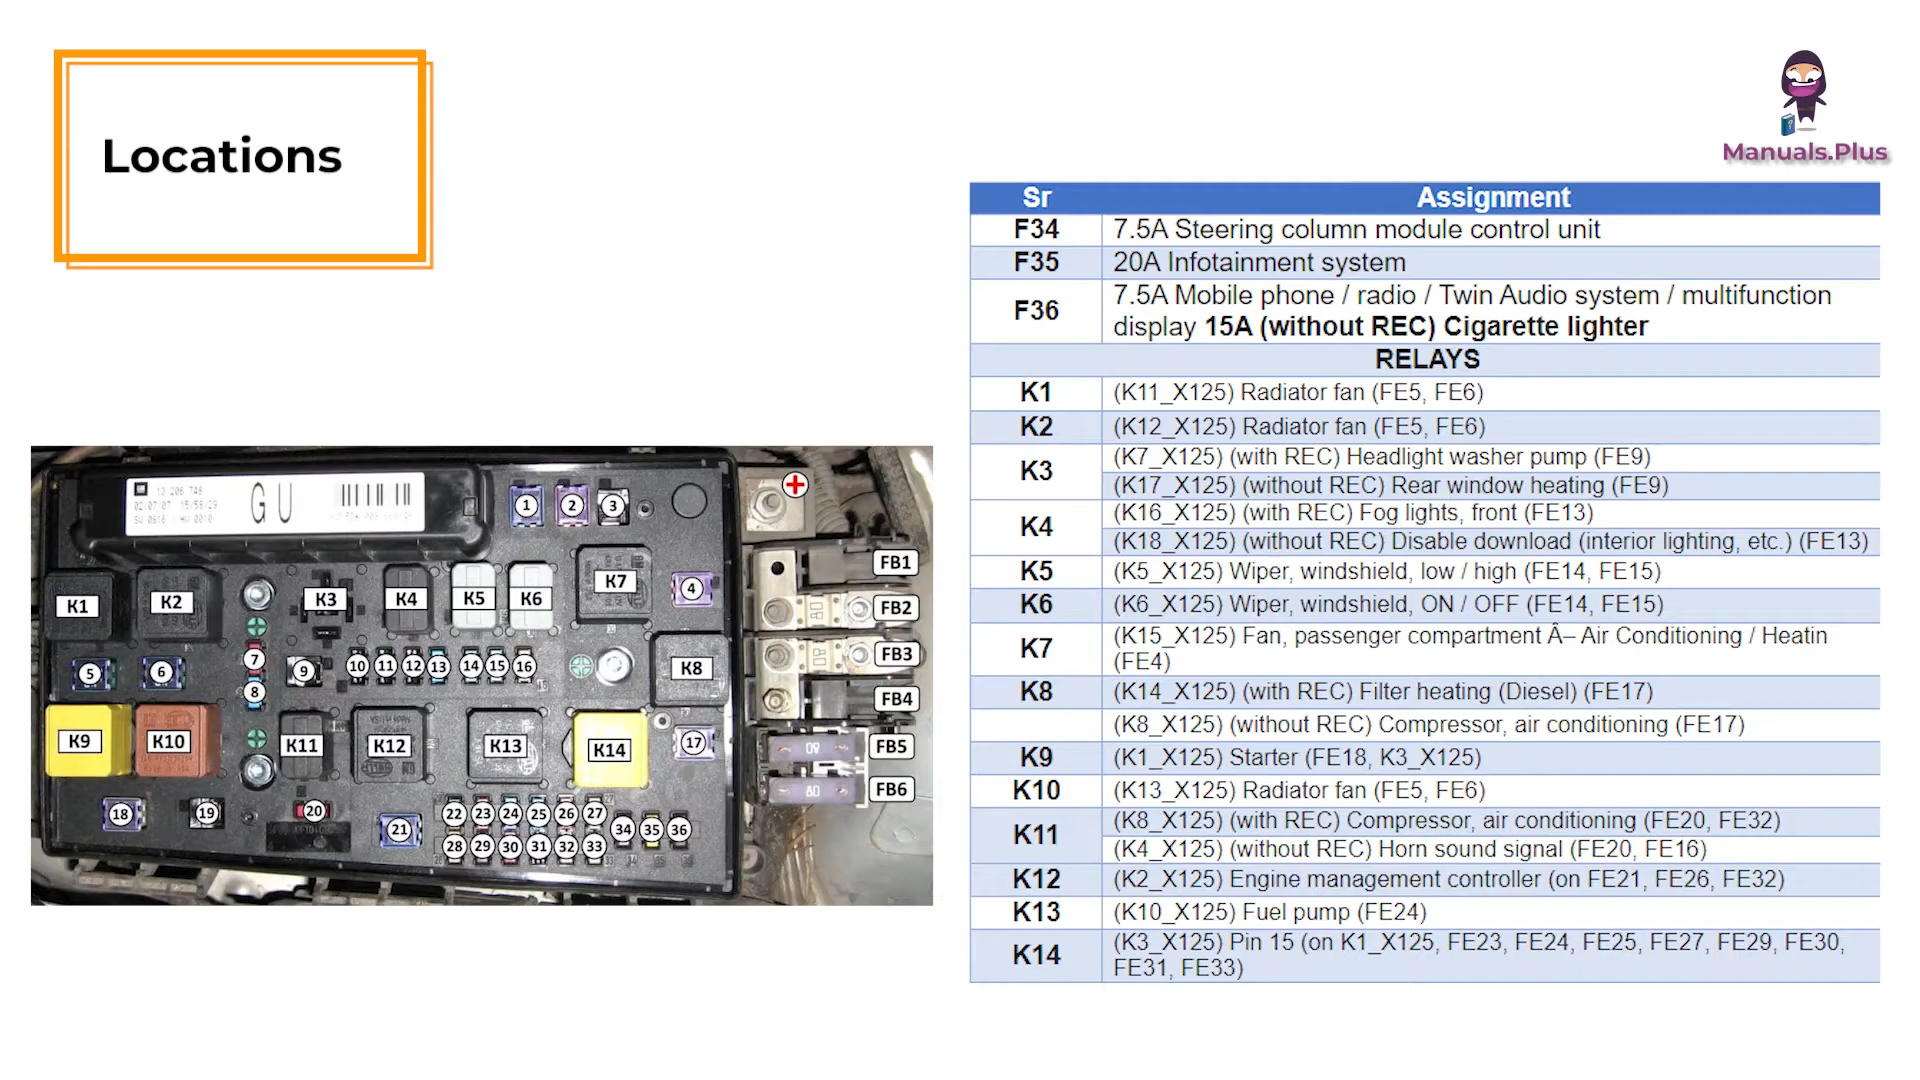 Locations
Manuals.Plus
Sr Assignment
F34 7.5A Steering column module control unit
F35 20A Infotainment system
F36 7.5A Mobile phone / radio / Twin Audio system / multifunction
display 15A (without REC) Cigarette lighter
RELAYS
K1 (K11_X125) Radiator fan (FE5, FE6)
K2 (K12_X125) Radiator fan (FE5, FE6)
K3 (K7_X125) (with REC) Headlight washer pump (FE9)
(K17_X125) (without REC) Rear window heating (FE9)
K4 (K16_X125) (with REC) Fog lights, front (FE13)
(K18_X125) (without REC) Disable download (interior lighting, etc.) (FE13)
K5 (K5_X125) Wiper, windshield, low / high (FE14, FE15)
K6 (K6_X125) Wiper, windshield, ON / OFF (FE14, FE15)
K7 (K15_X125) Fan, passenger compartment Â– Air Conditioning / Heatin
(FE4)
K8 (K14_X125) (with REC) Filter heating (Diesel) (FE17)
(K8_X125) (without REC) Compressor, air conditioning (FE17)
K9 (K1_X125) Starter (FE18, K3_X125)
K10 (K13_X125) Radiator fan (FE5, FE6)
K11 (K8_X125) (with REC) Compressor, air conditioning (FE20, FE32)
(K4_X125) (without REC) Horn sound signal (FE20, FE16)
K12 (K2_X125) Engine management controller (on FE21, FE26, FE32)
K13 (K10_X125) Fuel pump (FE24)
K14 (K3_X125) Pin 15 (on K1_X125, FE23, FE24, FE25, FE27, FE29, FE30,
FE31, FE33)
13 206 748
02/07/07 15/58/29
GU
1 2 3
FB1
K1 K2 K3 K4 K5 K6 K7 4
FB2
5 6 7 8 9 10 11 12 13 14 15 16 K8
FB3
FB4
K9 K10 K11 K12 K13 K14 17
FB5
FB6
18 19 20 21
22 23 24 25 26 27
34 35 36
28 29 30 31 32 33